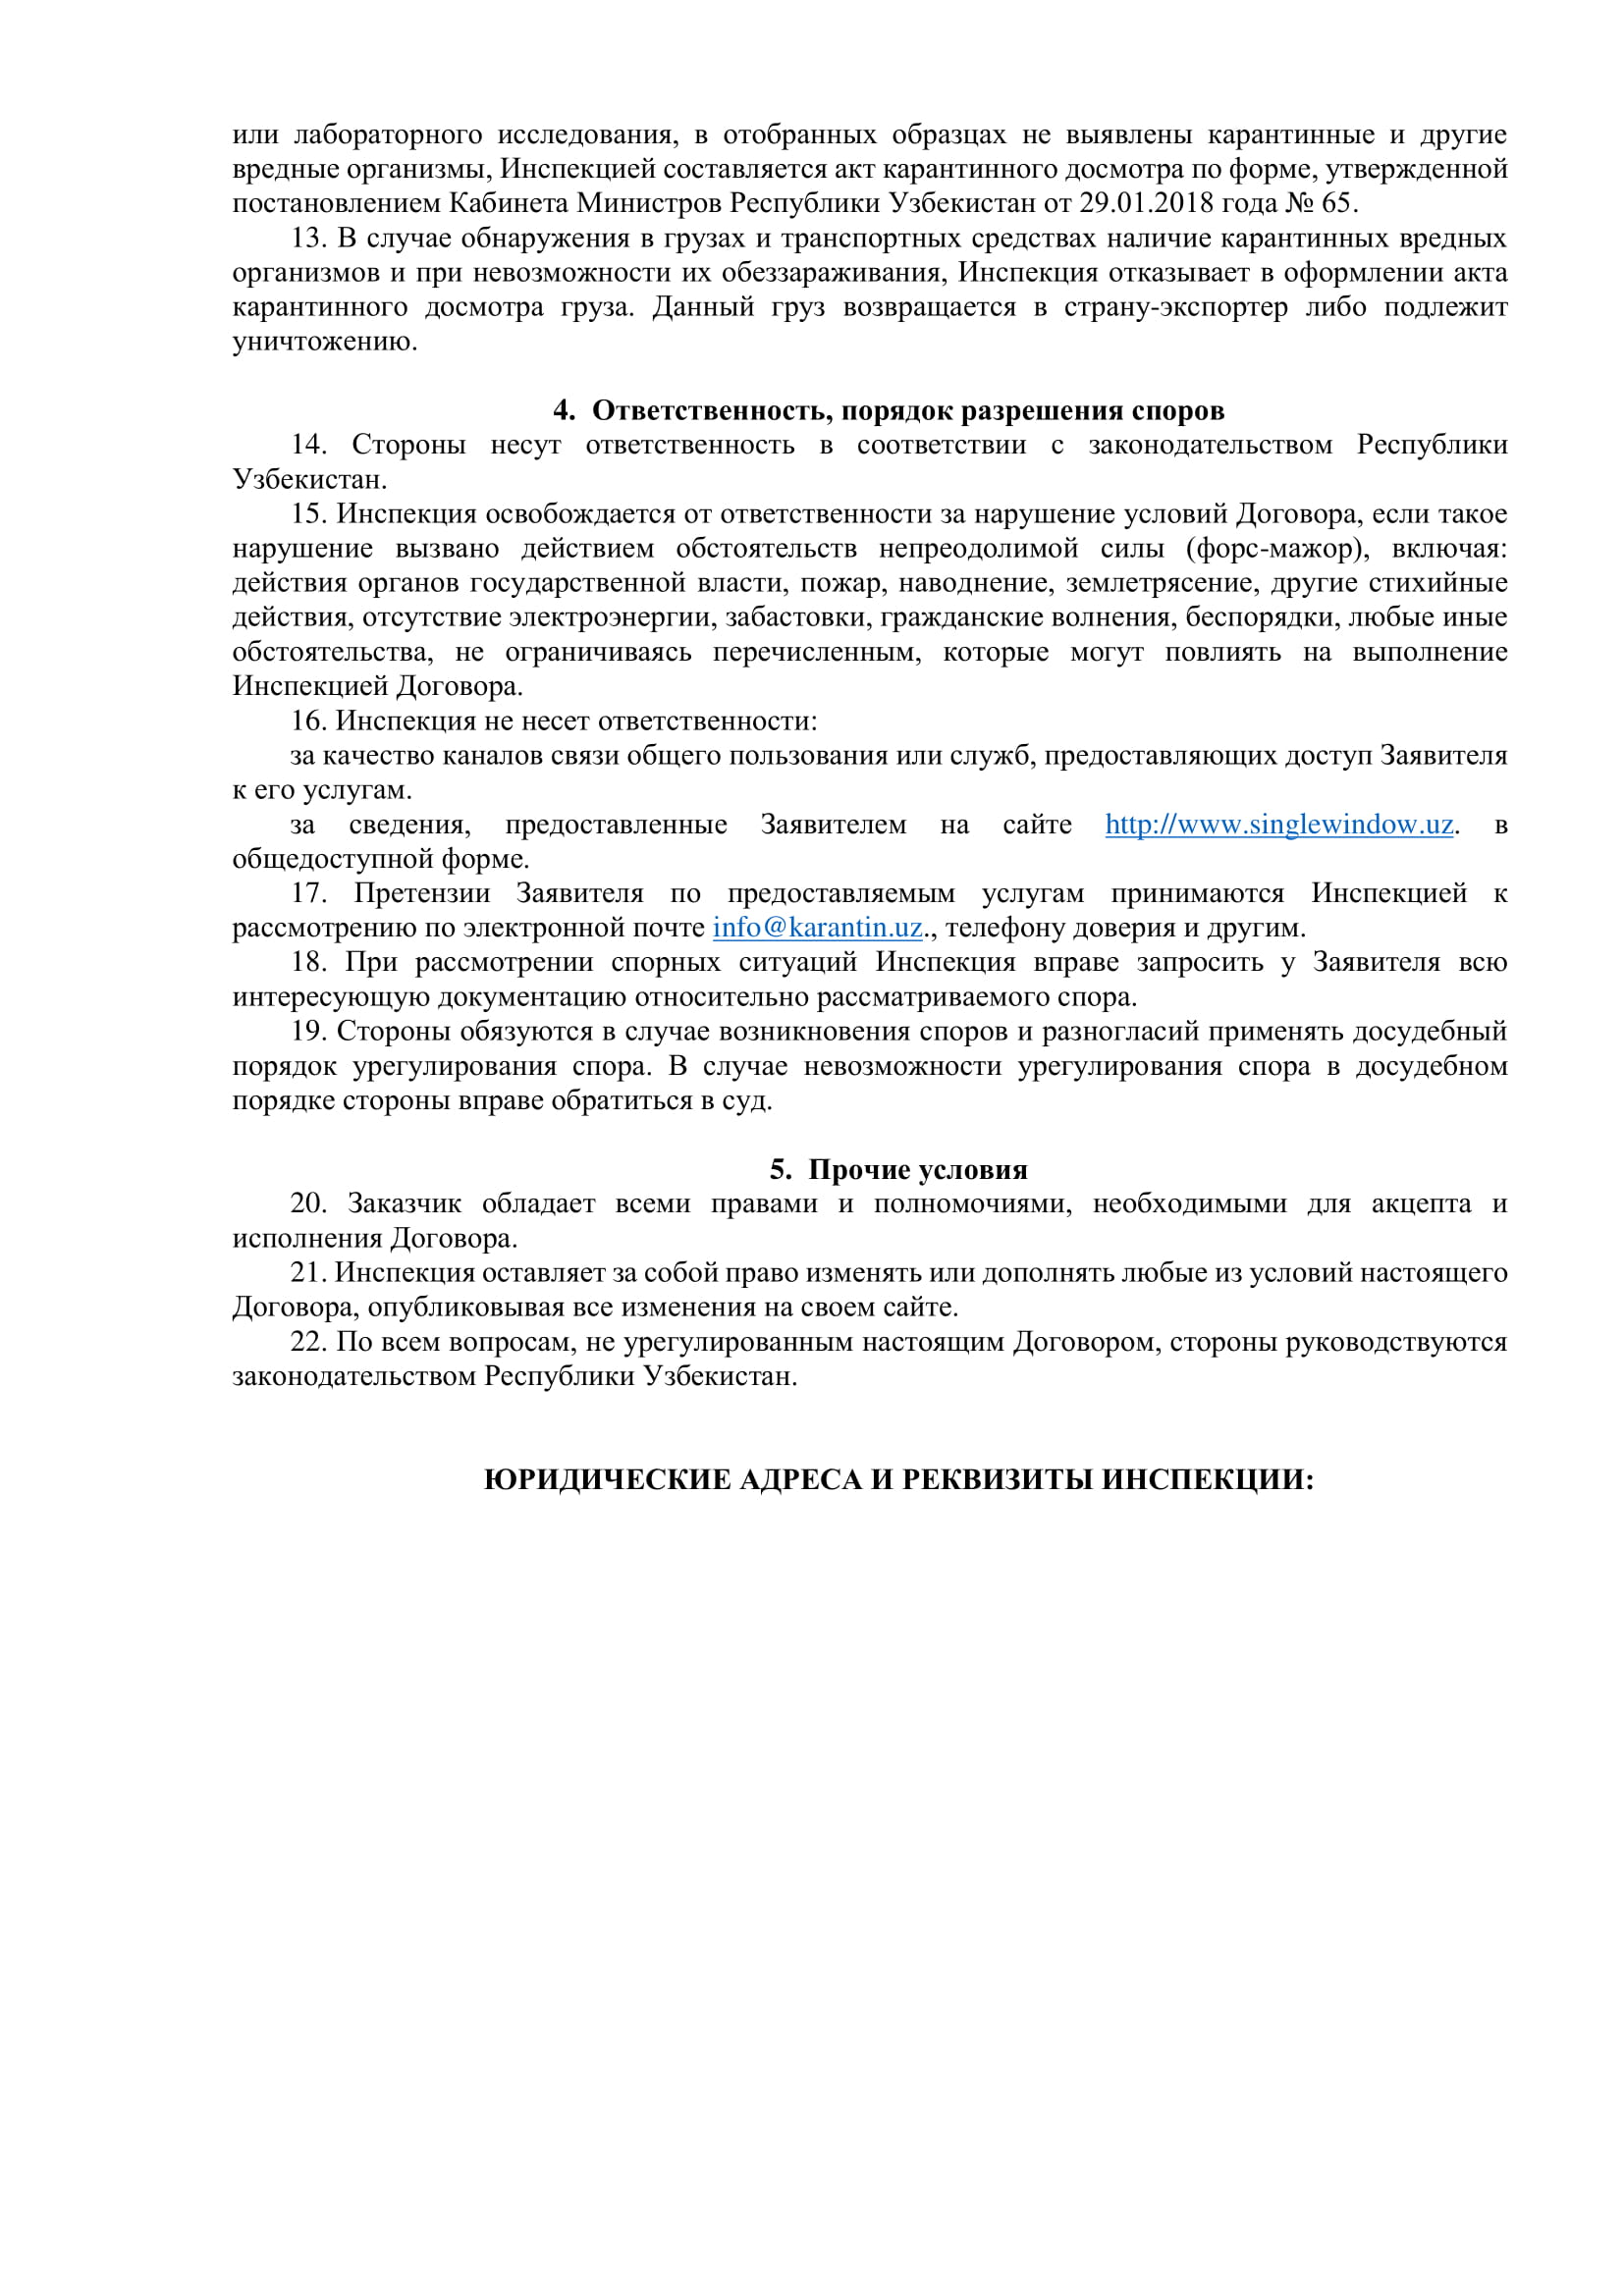 или лабораторного исследования, в отобранных образцах не выявлены карантинные и другие
вредные организмы, Инспекцией составляется акт карантинного досмотра по форме, утвержденной
постановлением Кабинета Министров Республики Узбекистан от 29.01.2018 года № 65.
13. В случае обнаружения в грузах и транспортных средствах наличие карантинных вредных
организмов и при невозможности их обеззараживания, Инспекция отказывает в оформлении акта
карантинного досмотра груза. Данный груз возвращается в страну-экспортер либо подлежит
уничтожению.
4. Ответственность, порядок разрешения споров
14. Стороны несут ответственность в соответствии с законодательством Республики
Узбекистан.
15. Инспекция освобождается от ответственности за нарушение условий Договора, если такое
нарушение вызвано действием обстоятельств непреодолимой силы (форс-мажор), включая:
действия органов государственной власти, пожар, наводнение, землетрясение, другие стихийные
действия, отсутствие электроэнергии, забастовки, гражданские волнения, беспорядки, любые иные
обстоятельства, не ограничиваясь перечисленным, которые могут повлиять на выполнение
Инспекцией Договора.
16. Инспекция не несет ответственности:
за качество каналов связи общего пользования или служб, предоставляющих доступ Заявителя
к его услугам.
за сведения, предоставленные Заявителем на сайте http://www.singlewindow.uz. в
общедоступной форме.
17. Претензии Заявителя по предоставляемым услугам принимаются Инспекцией к
рассмотрению по электронной почте info@karantin.uz., телефону доверия и другим.
18. При рассмотрении спорных ситуаций Инспекция вправе запросить у Заявителя всю
интересующую документацию относительно рассматриваемого спора.
19. Стороны обязуются в случае возникновения споров и разногласий применять досудебный
порядок урегулирования спора. В случае невозможности урегулирования спора в досудебном
порядке стороны вправе обратиться в суд.
5. Прочие условия
20. Заказчик обладает всеми правами и полномочиями, необходимыми для акцепта и
исполнения Договора.
21. Инспекция оставляет за собой право изменять или дополнять любые из условий настоящего
Договора, опубликовывая все изменения на своем сайте.
22. По всем вопросам, не урегулированным настоящим Договором, стороны руководствуются
законодательством Республики Узбекистан.
ЮРИДИЧЕСКИЕ АДРЕСА И РЕКВИЗИТЫ ИНСПЕКЦИИ: